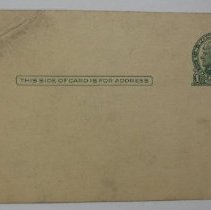 THIS SIDE OF CARD IS FOR ADDRESS